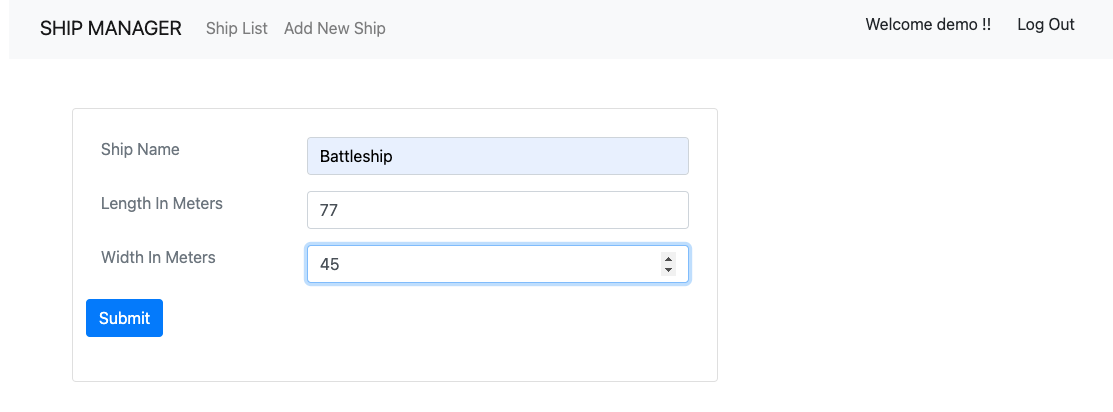 SHIP MANAGER Ship List Add New Ship Welcome demo !! Log Out
Ship Name Battleship
Length In Meters 77
Width In Meters 45
Submit